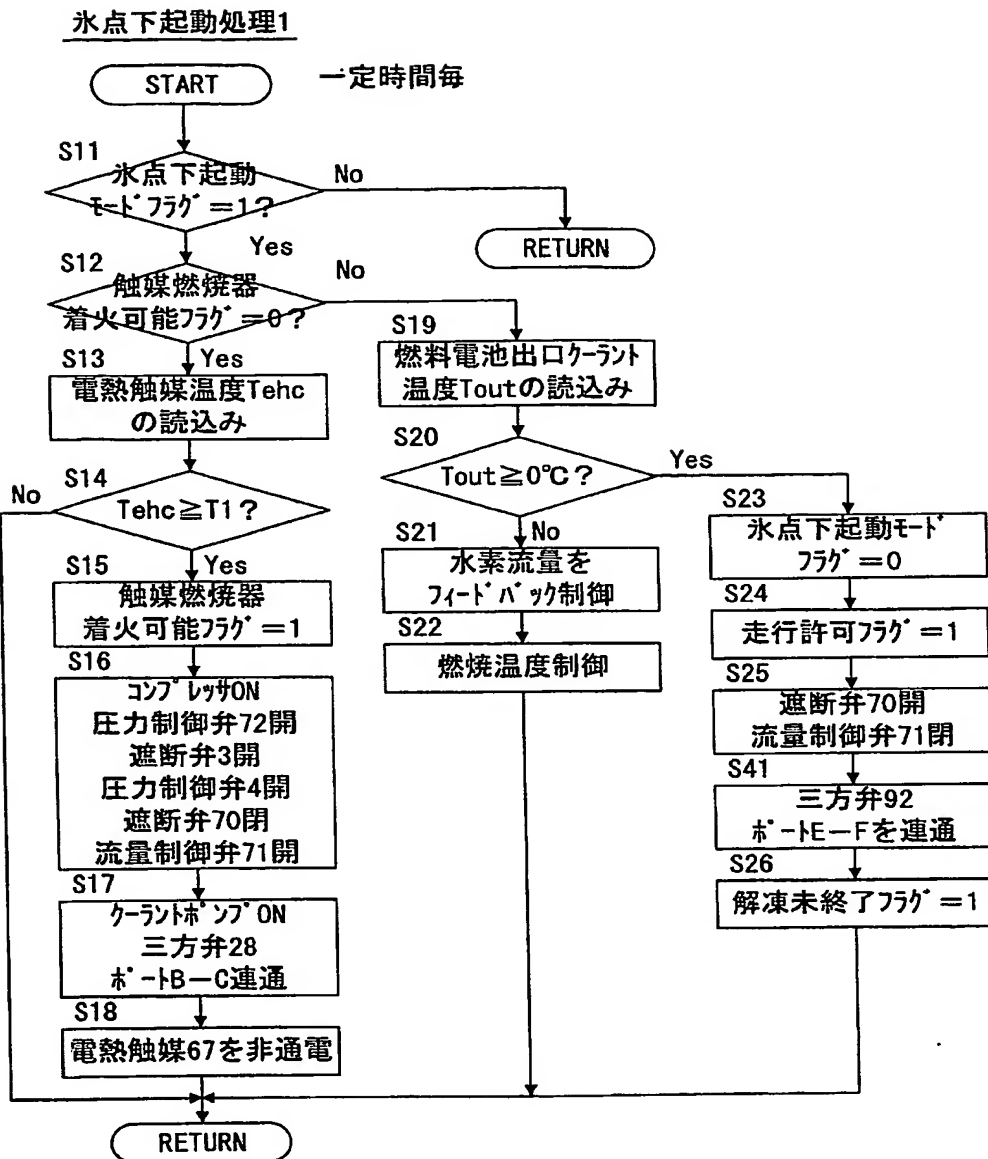 氷点下起動処理1
START
一定時間毎
S11
氷点下起動
ﾓｰﾄﾞﾌﾗｸﾞ=1?
No
RETURN
Yes
S12
触媒燃焼器
着火可能ﾌﾗｸﾞ=0?
No
Yes
S13
電熱触媒温度Tehc
の読込み
S14
Tehc≧T1?
No
Yes
S15
触媒燃焼器
着火可能ﾌﾗｸﾞ=1
S16
ｺﾝﾌﾟﾚｯｻON
圧力制御弁72開
遮断弁3開
圧力制御弁4開
遮断弁70閉
流量制御弁71開
S17
ｸｰﾗﾝﾄﾎﾟﾝﾌﾟON
三方弁28
ﾎﾟｰﾄB－C連通
S18
電熱触媒67を非通電
S19
燃料電池出口ｸｰﾗﾝﾄ
温度Toutの読込み
S20
Tout≧0℃?
Yes
No
S21
水素流量を
ﾌｨｰﾄﾞﾊﾞｯｸ制御
S22
燃焼温度制御
S23
氷点下起動ﾓｰﾄﾞ
ﾌﾗｸﾞ=0
S24
走行許可ﾌﾗｸﾞ=1
S25
遮断弁70開
流量制御弁71閉
S41
三方弁92
ﾎﾟｰﾄE－Fを連通
S26
解凍未終了ﾌﾗｸﾞ=1
RETURN